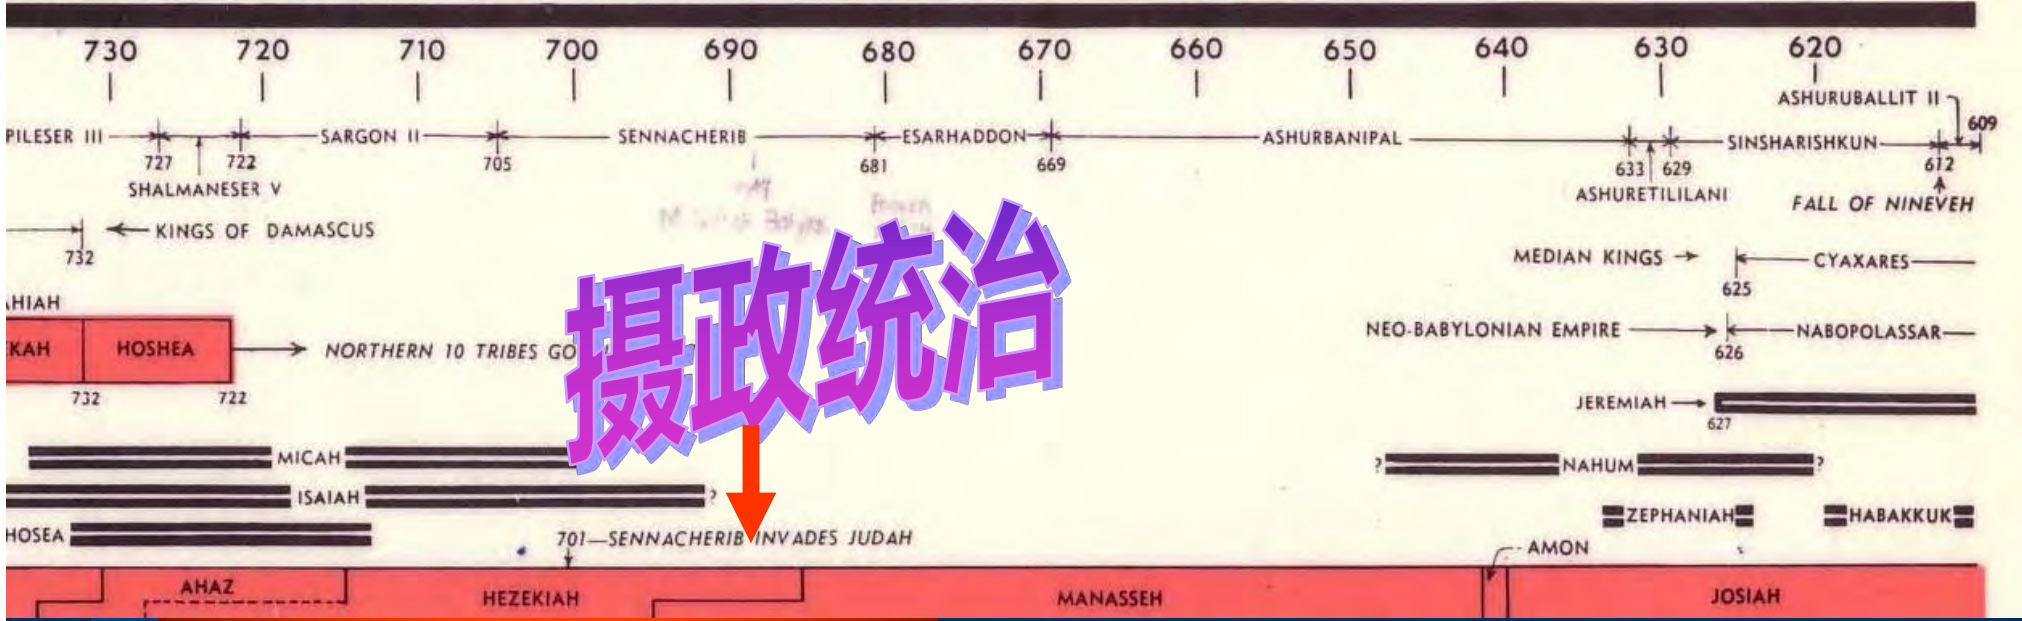 730 720 710 700 690 680 670 660 650 640 630 620
ASHURUBALLIT II
609
PILESER III SARGON II SENNACHERIB ESARHADDON ASHURBANIPAL SINSHARISHKUN
727 722 705 681 669 633 629 612
SHALMANESER V ASHURETILILANI
FALL OF NINEVEH
KINGS OF DAMASCUS
732
MEDIAN KINGS CYAXARES
625
AHIAH
NEO-BABYLONIAN EMPIRE NABOPOLASSAR
626
KAH HOSHEA NORTHERN 10 TRIBES GO
732 722
摄政统治
JEREMIAH
627
MICAH ? NAHUM ?
ISAIAH ?
ZEPHANIAH HABAKKUK
HOSEA
701—SENNACHERIB INVADES JUDAH
AMON
AHAZ HEZEKIAH MANASSEH JOSIAH